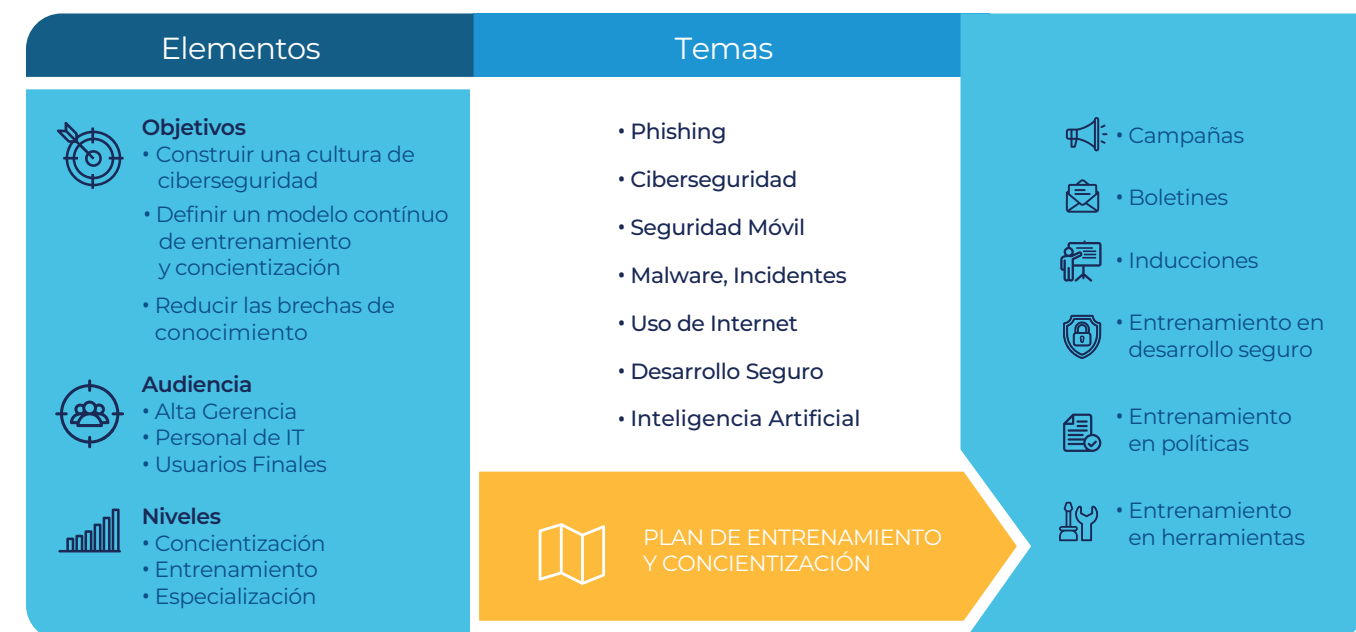 Elementos
Objetivos
• Construir una cultura de
ciberseguridad
• Definir un modelo contínuo
de entrenamiento
y concientización
• Reducir las brechas de
conocimiento
Audiencia
• Alta Gerencia
• Personal de IT
• Usuarios Finales
Niveles
• Concientización
• Entrenamiento
• Especialización
Temas
• Phishing
• Ciberseguridad
• Seguridad Móvil
• Malware, Incidentes
• Uso de Internet
• Desarrollo Seguro
• Inteligencia Artificial
PLAN DE ENTRENAMIENTO
Y CONCIENTIZACIÓN
• Campañas
• Boletines
• Inducciones
• Entrenamiento en
desarrollo seguro
• Entrenamiento
en políticas
• Entrenamiento
en herramientas